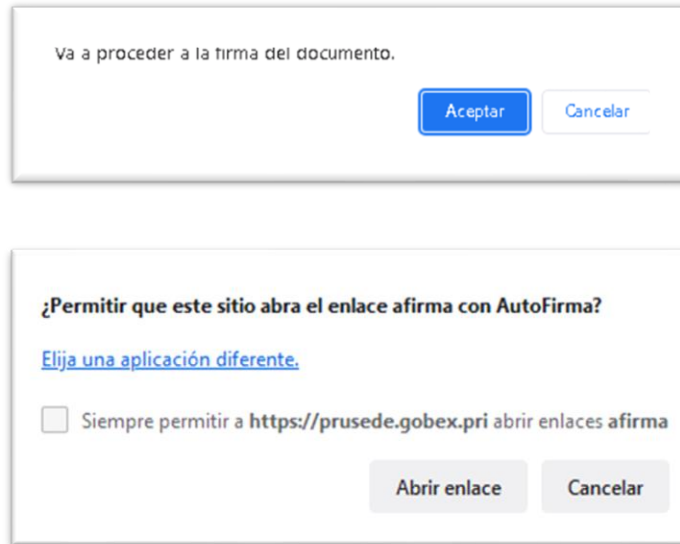 Va a proceder a la firma del documento.
Aceptar Cancelar
¿Permitir que este sitio abra el enlace afirma con AutoFirma?
Elija una aplicación diferente.
Siempre permitir a https://prusede.gobex.pri abrir enlaces afirma
Abrir enlace Cancelar